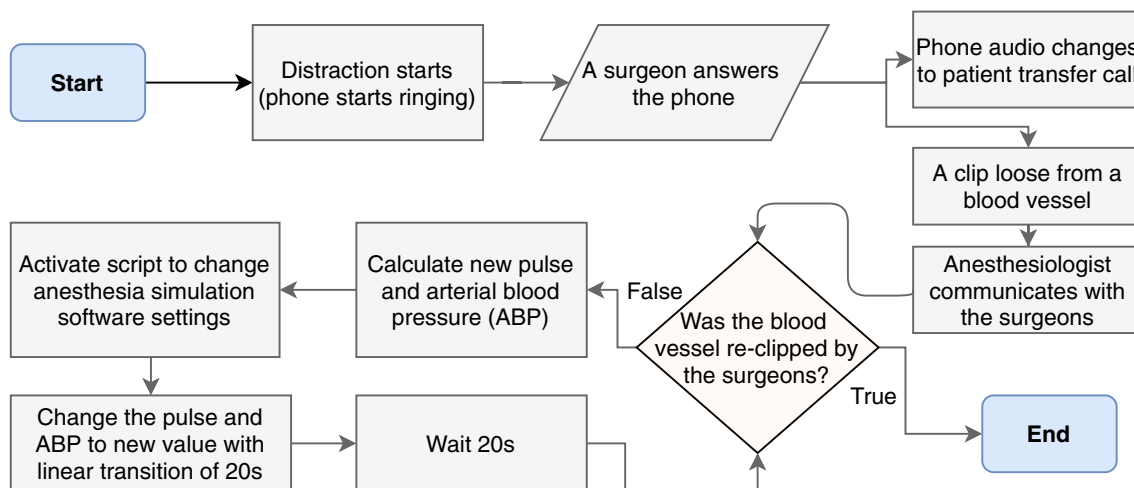 Start
Distraction starts
(phone starts ringing)
A surgeon answers
the phone
Phone audio changes
to patient transfer call
A clip loose from a
blood vessel
Anesthesiologist
communicates with
the surgeons
Was the blood
vessel re-clipped by
the surgeons?
False
True
Calculate new pulse
and arterial blood
pressure (ABP)
Activate script to change
anesthesia simulation
software settings
Change the pulse and
ABP to new value with
linear transition of 20s
Wait 20s
End